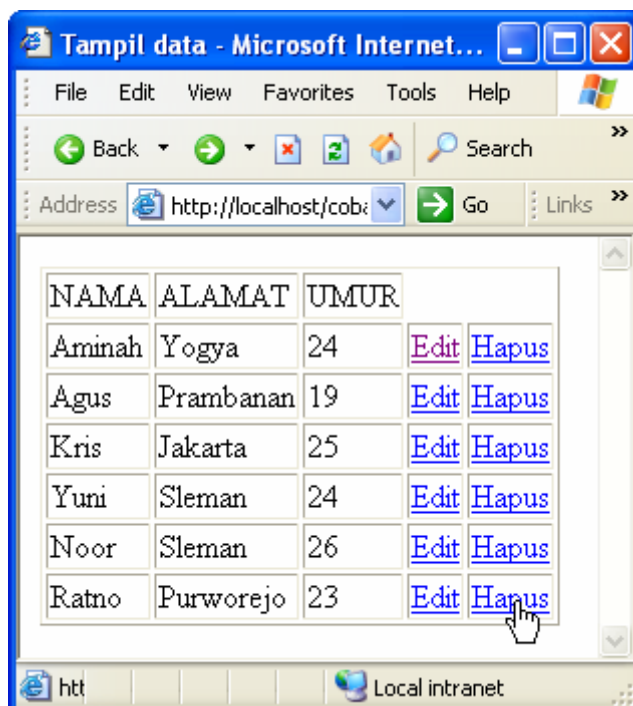 Tampil data - Microsoft Internet...
File Edit View Favorites Tools Help
Back Search »
Address http://localhost/coba Go Links »
NAMA ALAMAT UMUR
Aminah Yogya 24 Edit Hapus
Agus Prambanan 19 Edit Hapus
Kris Jakarta 25 Edit Hapus
Yuni Sleman 24 Edit Hapus
Noor Sleman 26 Edit Hapus
Ratno Purworejo 23 Edit Hapus
htt Local intranet